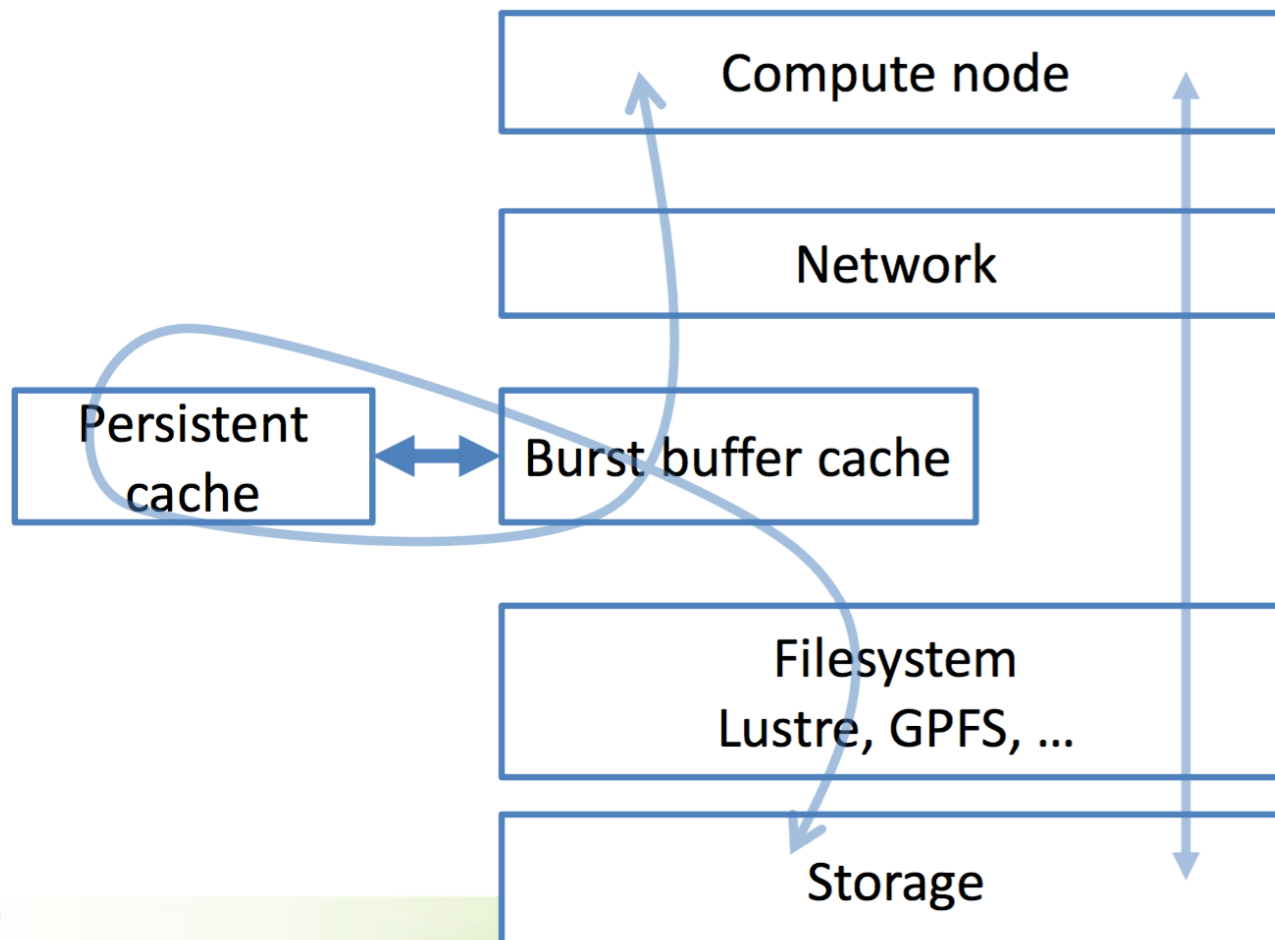 Compute node
Network
Persistent
cache
Burst buffer cache
Filesystem
Lustre, GPFS, ...
Storage